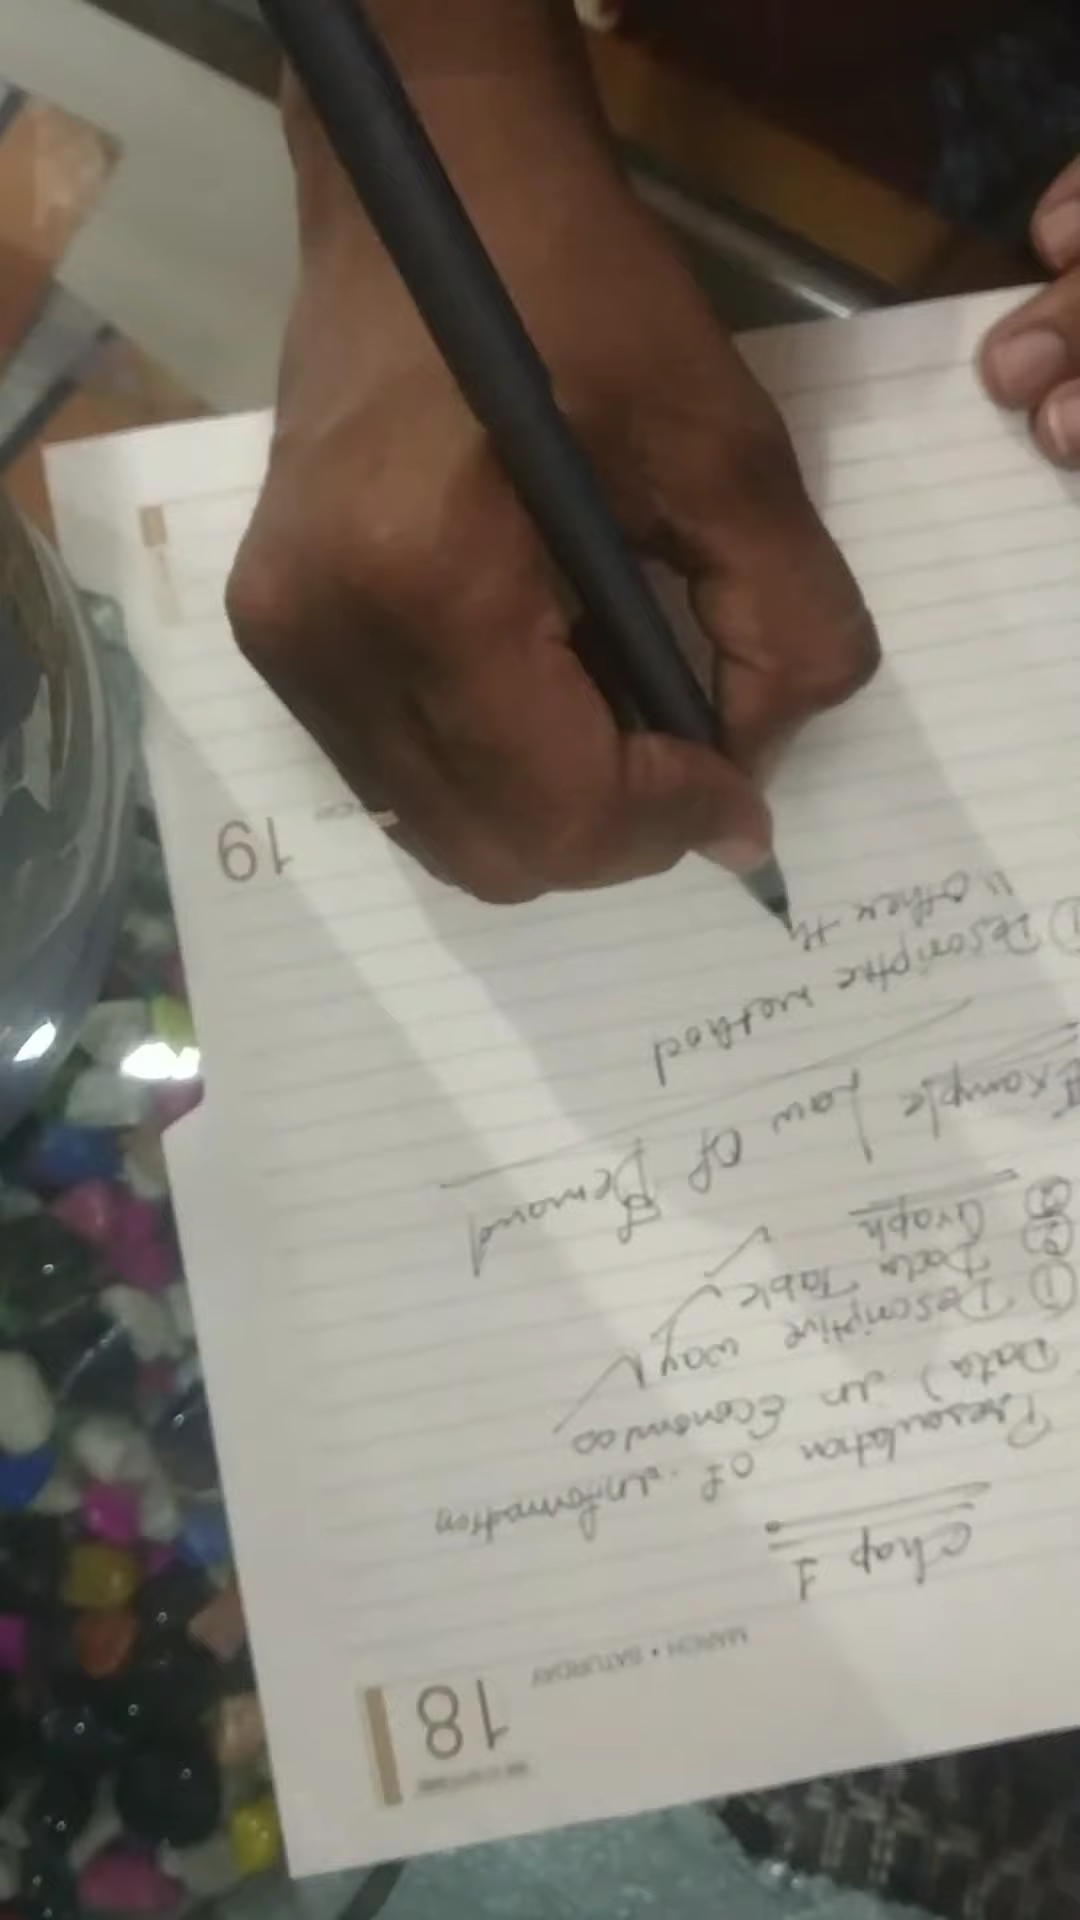 18
MARCH • SATURDAY
Chap 1
Presentation of Information
Data) in Economics
① Descriptive way
② Data Table
③ Graph
Example Law Of Demand
① Descriptive method
" Other th
19